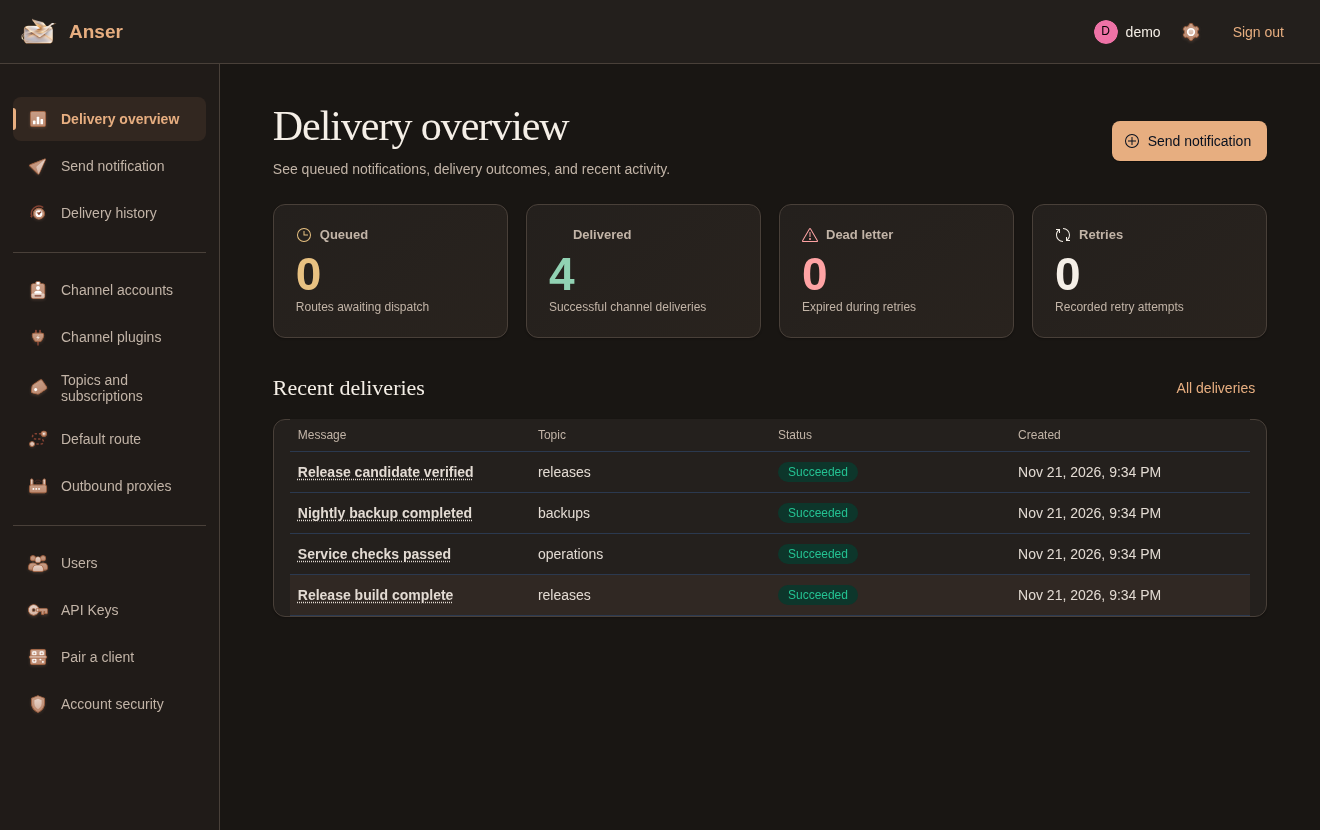 Anser
D demo Sign out
Delivery overview
Send notification
Delivery history
Channel accounts
Channel plugins
Topics and
subscriptions
Default route
Outbound proxies
Users
API Keys
Pair a client
Account security
Delivery overview
See queued notifications, delivery outcomes, and recent activity.
Send notification
Queued
0
Routes awaiting dispatch
Delivered
4
Successful channel deliveries
Dead letter
0
Expired during retries
Retries
0
Recorded retry attempts
Recent deliveries
All deliveries
Message Topic Status Created
Release candidate verified releases Succeeded Nov 21, 2026, 9:34 PM
Nightly backup completed backups Succeeded Nov 21, 2026, 9:34 PM
Service checks passed operations Succeeded Nov 21, 2026, 9:34 PM
Release build complete releases Succeeded Nov 21, 2026, 9:34 PM